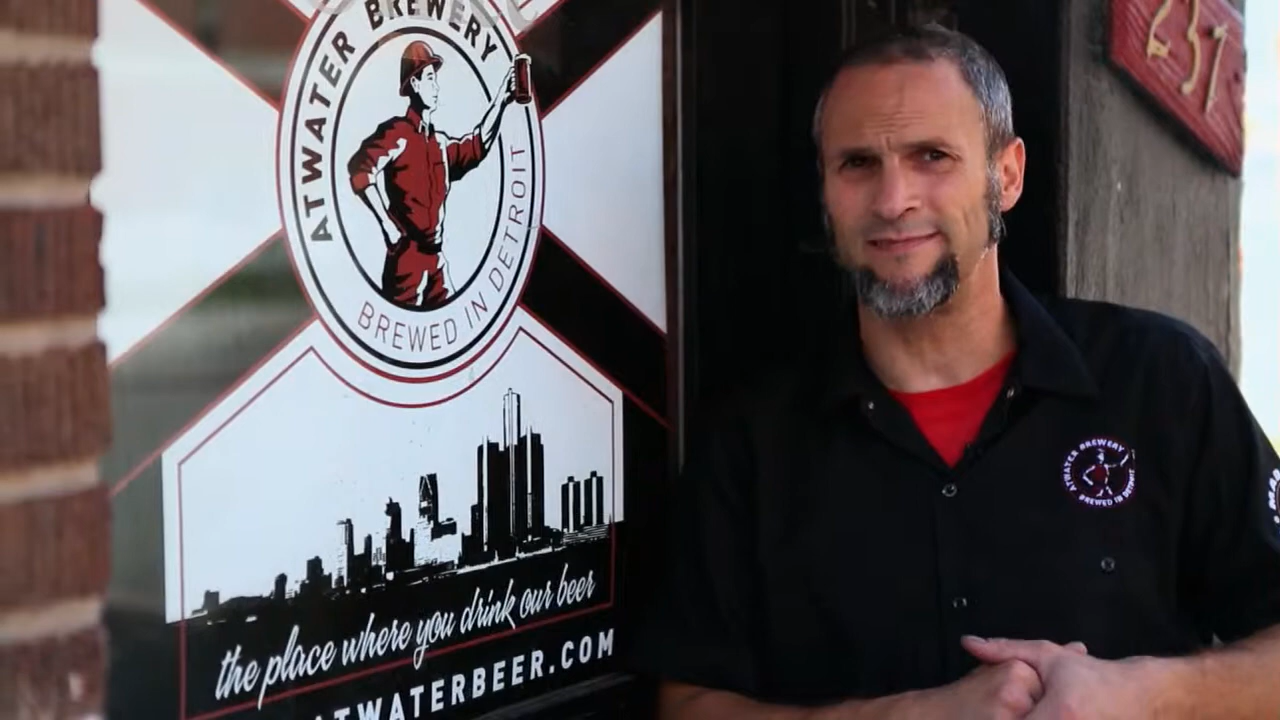 ATWATER BREWERY
BREWED IN DETROIT
the place where you drink our beer
ATWATERBEER.COM
237
ATWATER BREWERY
BREWED IN DETROIT